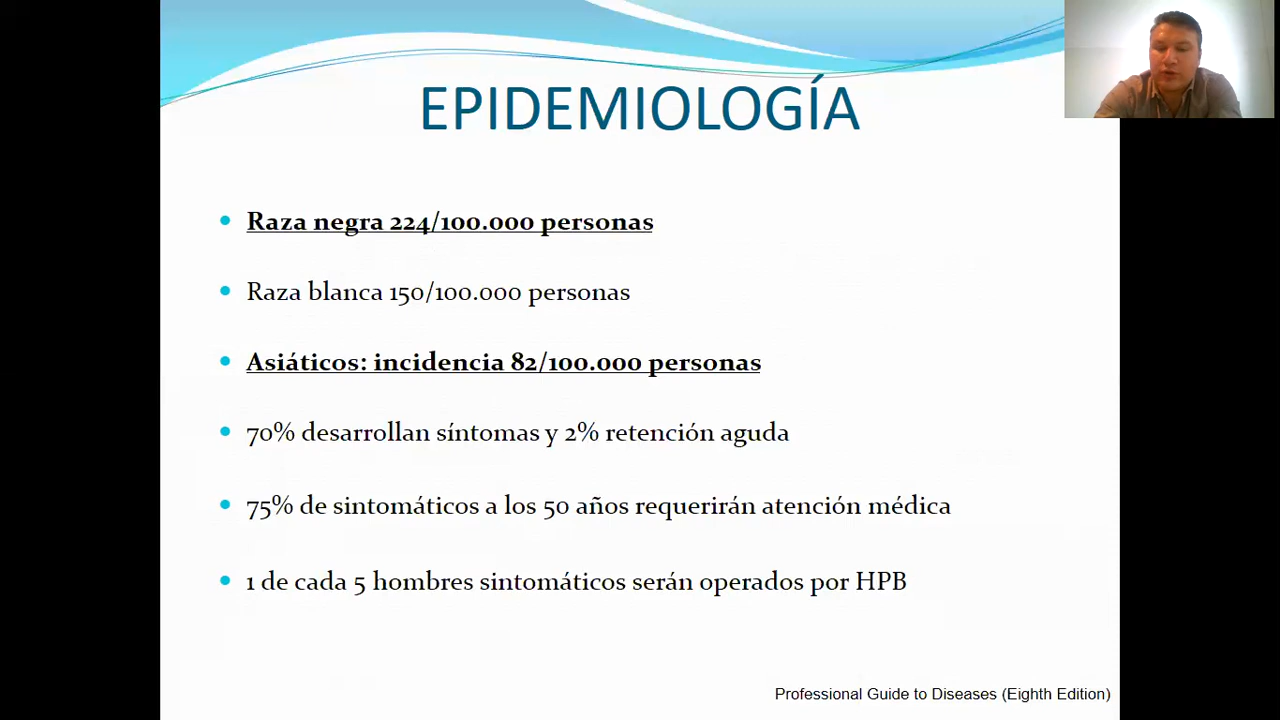 EPIDEMIOLOGÍA
Raza negra 224/100.000 personas
Raza blanca 150/100.000 personas
Asiáticos: incidencia 82/100.000 personas
70% desarrollan síntomas y 2% retención aguda
75% de sintomáticos a los 50 años requerirán atención médica
1 de cada 5 hombres sintomáticos serán operados por HPB
Professional Guide to Diseases (Eighth Edition)